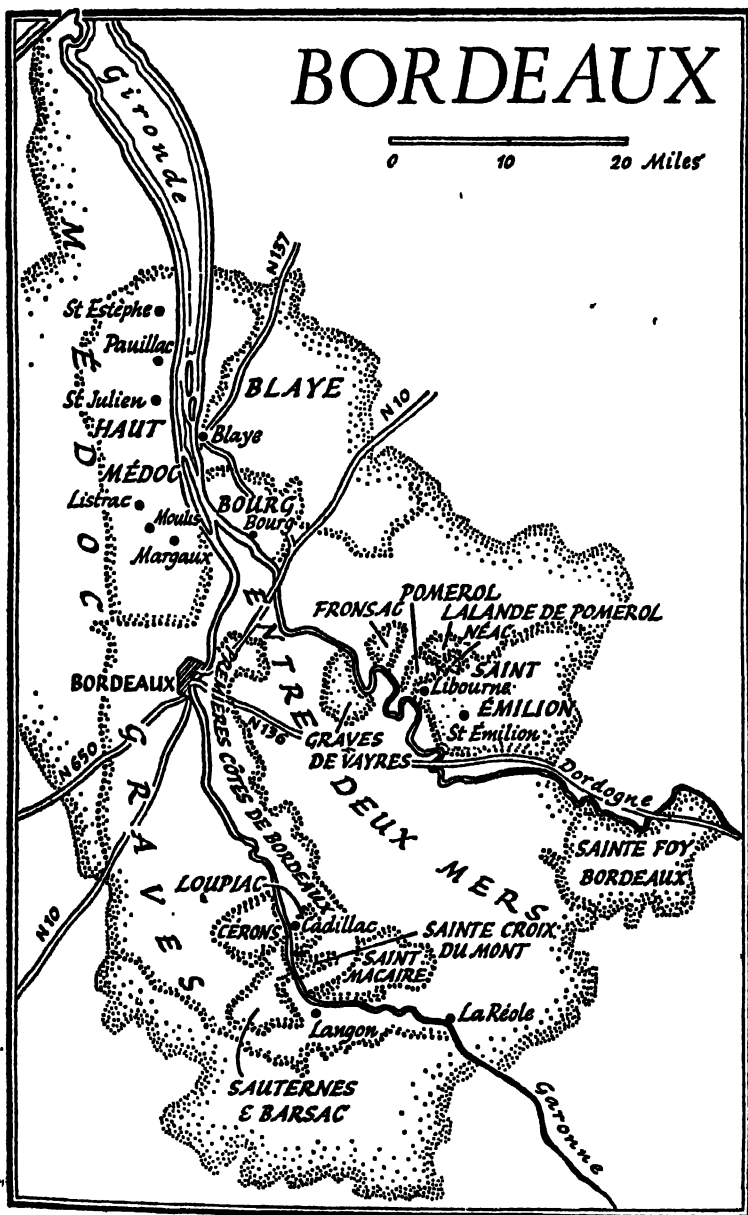 BORDEAUX
0 10 20 Miles
Gironde
MÉDOC
N137
St Estèphe
Pauillac
BLAYE
St Julien
N10
HAUT
MÉDOC
Blaye
Listrac
BOURG
Moulis
Bourg
Margaux
POMEROL
FRONSAC
LALANDE DE POMEROL
NÉAC
ENTRE DEUX MERS
SAINT
ÉMILION
Libourne
BORDEAUX
St Émilion
PREMIÈRES CÔTES DE BORDEAUX
N136
GRAVES
DE VAYRES
N650
GRAVES
Dordogne
SAINTE FOY
BORDEAUX
LOUPIAC
N10
CERONS
Cadillac
SAINTE CROIX
DU MONT
SAINT
MACAIRE
Langon
La Réole
SAUTERNES
& BARSAC
Garonne